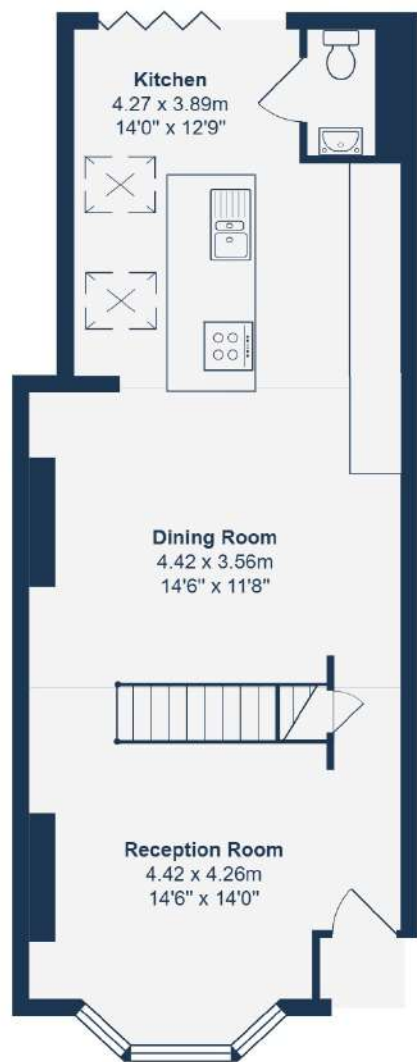 Kitchen
4.27 x 3.89m
14'0" x 12'9"
Dining Room
4.42 x 3.56m
14'6" x 11'8"
Reception Room
4.42 x 4.26m
14'6" x 14'0"